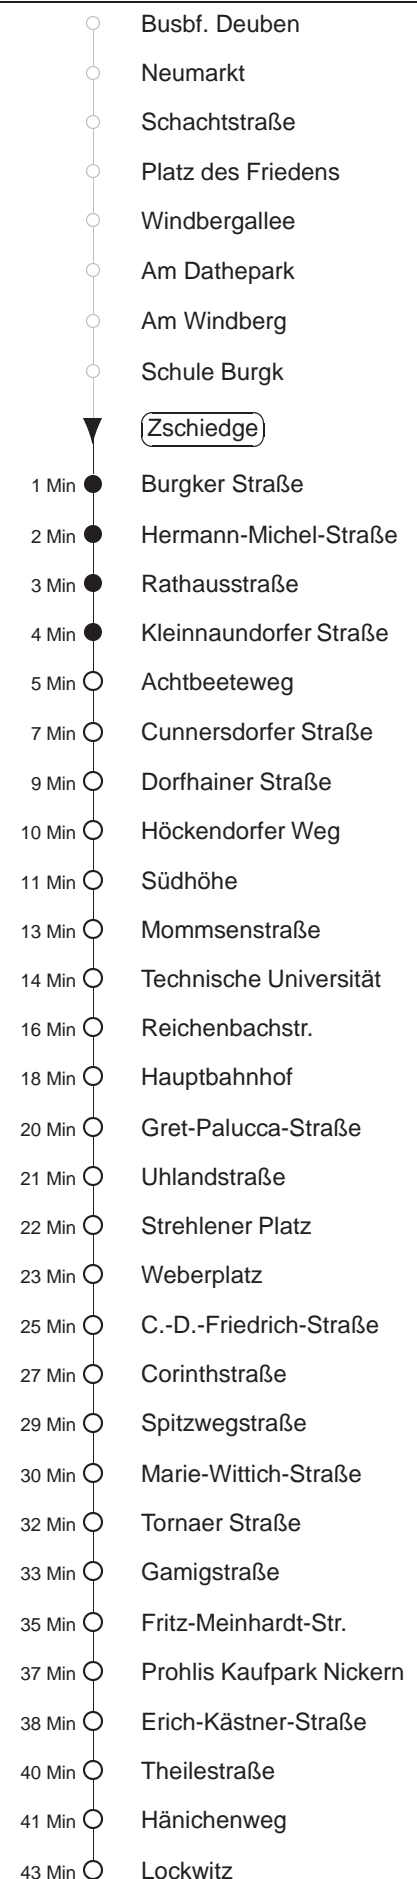 Busbf. Deuben
Neumarkt
Schachtstraße
Platz des Friedens
Windbergallee
Am Dathepark
Am Windberg
Schule Burgk
Zschiedge
1 Min Burgker Straße
2 Min Hermann-Michel-Straße
3 Min Rathausstraße
4 Min Kleinnaundorfer Straße
5 Min Achtbeeteweg
7 Min Cunnersdorfer Straße
9 Min Dorfhainer Straße
10 Min Höckendorfer Weg
11 Min Südhöhe
13 Min Mommsenstraße
14 Min Technische Universität
16 Min Reichenbachstr.
18 Min Hauptbahnhof
20 Min Gret-Palucca-Straße
21 Min Uhlandstraße
22 Min Strehlener Platz
23 Min Weberplatz
25 Min C.-D.-Friedrich-Straße
27 Min Corinthstraße
29 Min Spitzwegstraße
30 Min Marie-Wittich-Straße
32 Min Tornaer Straße
33 Min Gamigstraße
35 Min Fritz-Meinhardt-Str.
37 Min Prohlis Kaufpark Nickern
38 Min Erich-Kästner-Straße
40 Min Theilestraße
41 Min Hänichenweg
43 Min Lockwitz